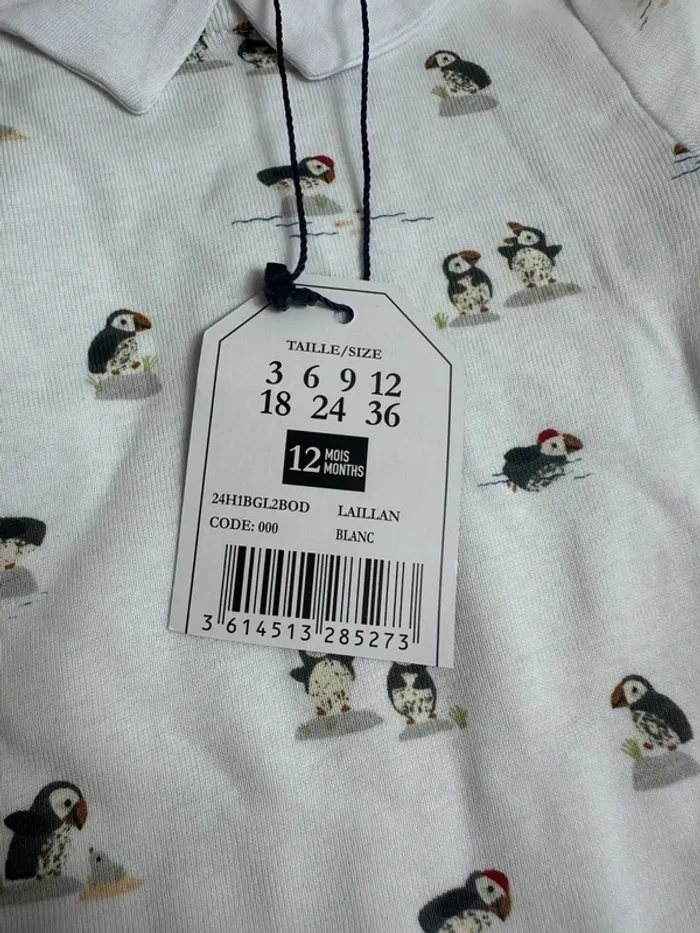 TAILLE/SIZE
3 6 9 12
18 24 36
12 MOIS MONTHS
24H1BGL2BOD LAILLAN
CODE: 000 BLANC
3 614513 285273